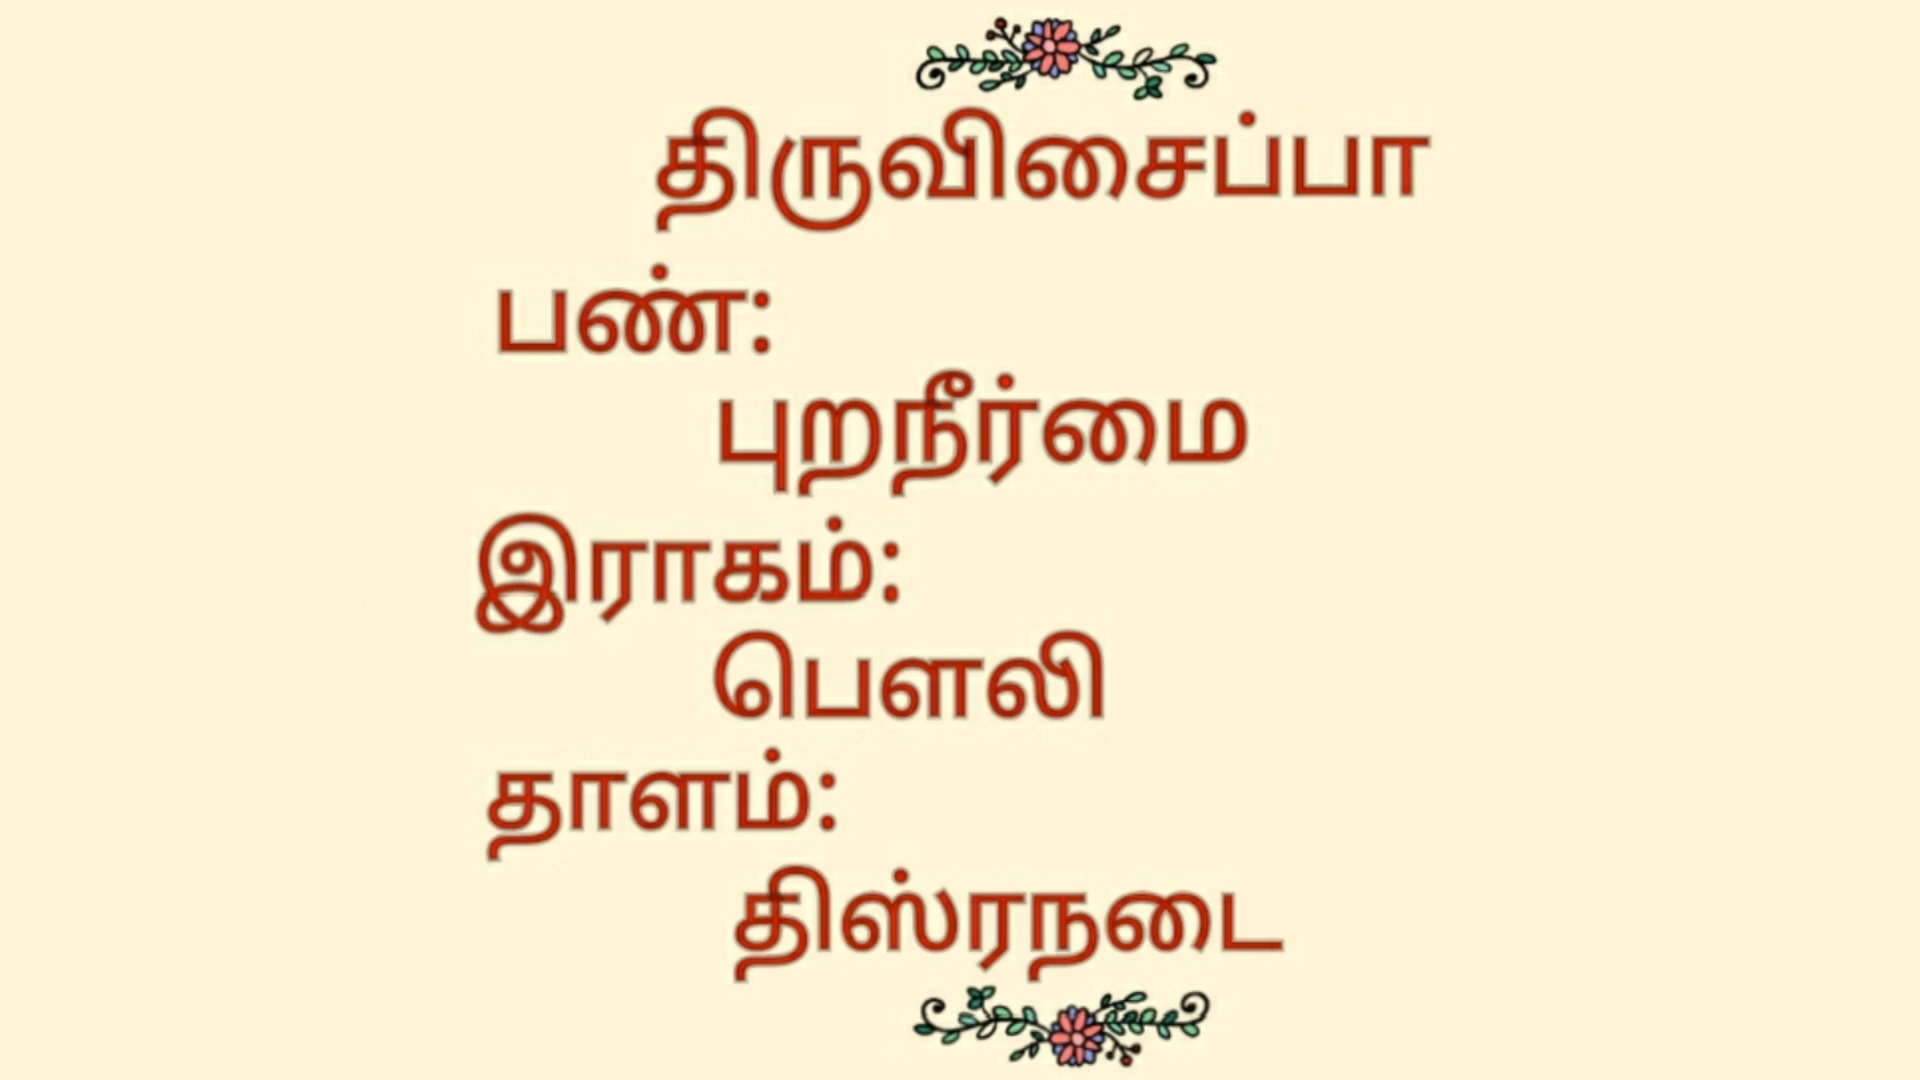 திருவிசைப்பா
பண்:
புறநீர்மை
இராகம்:
பௌலி
தாளம்:
திஸ்ரநடை